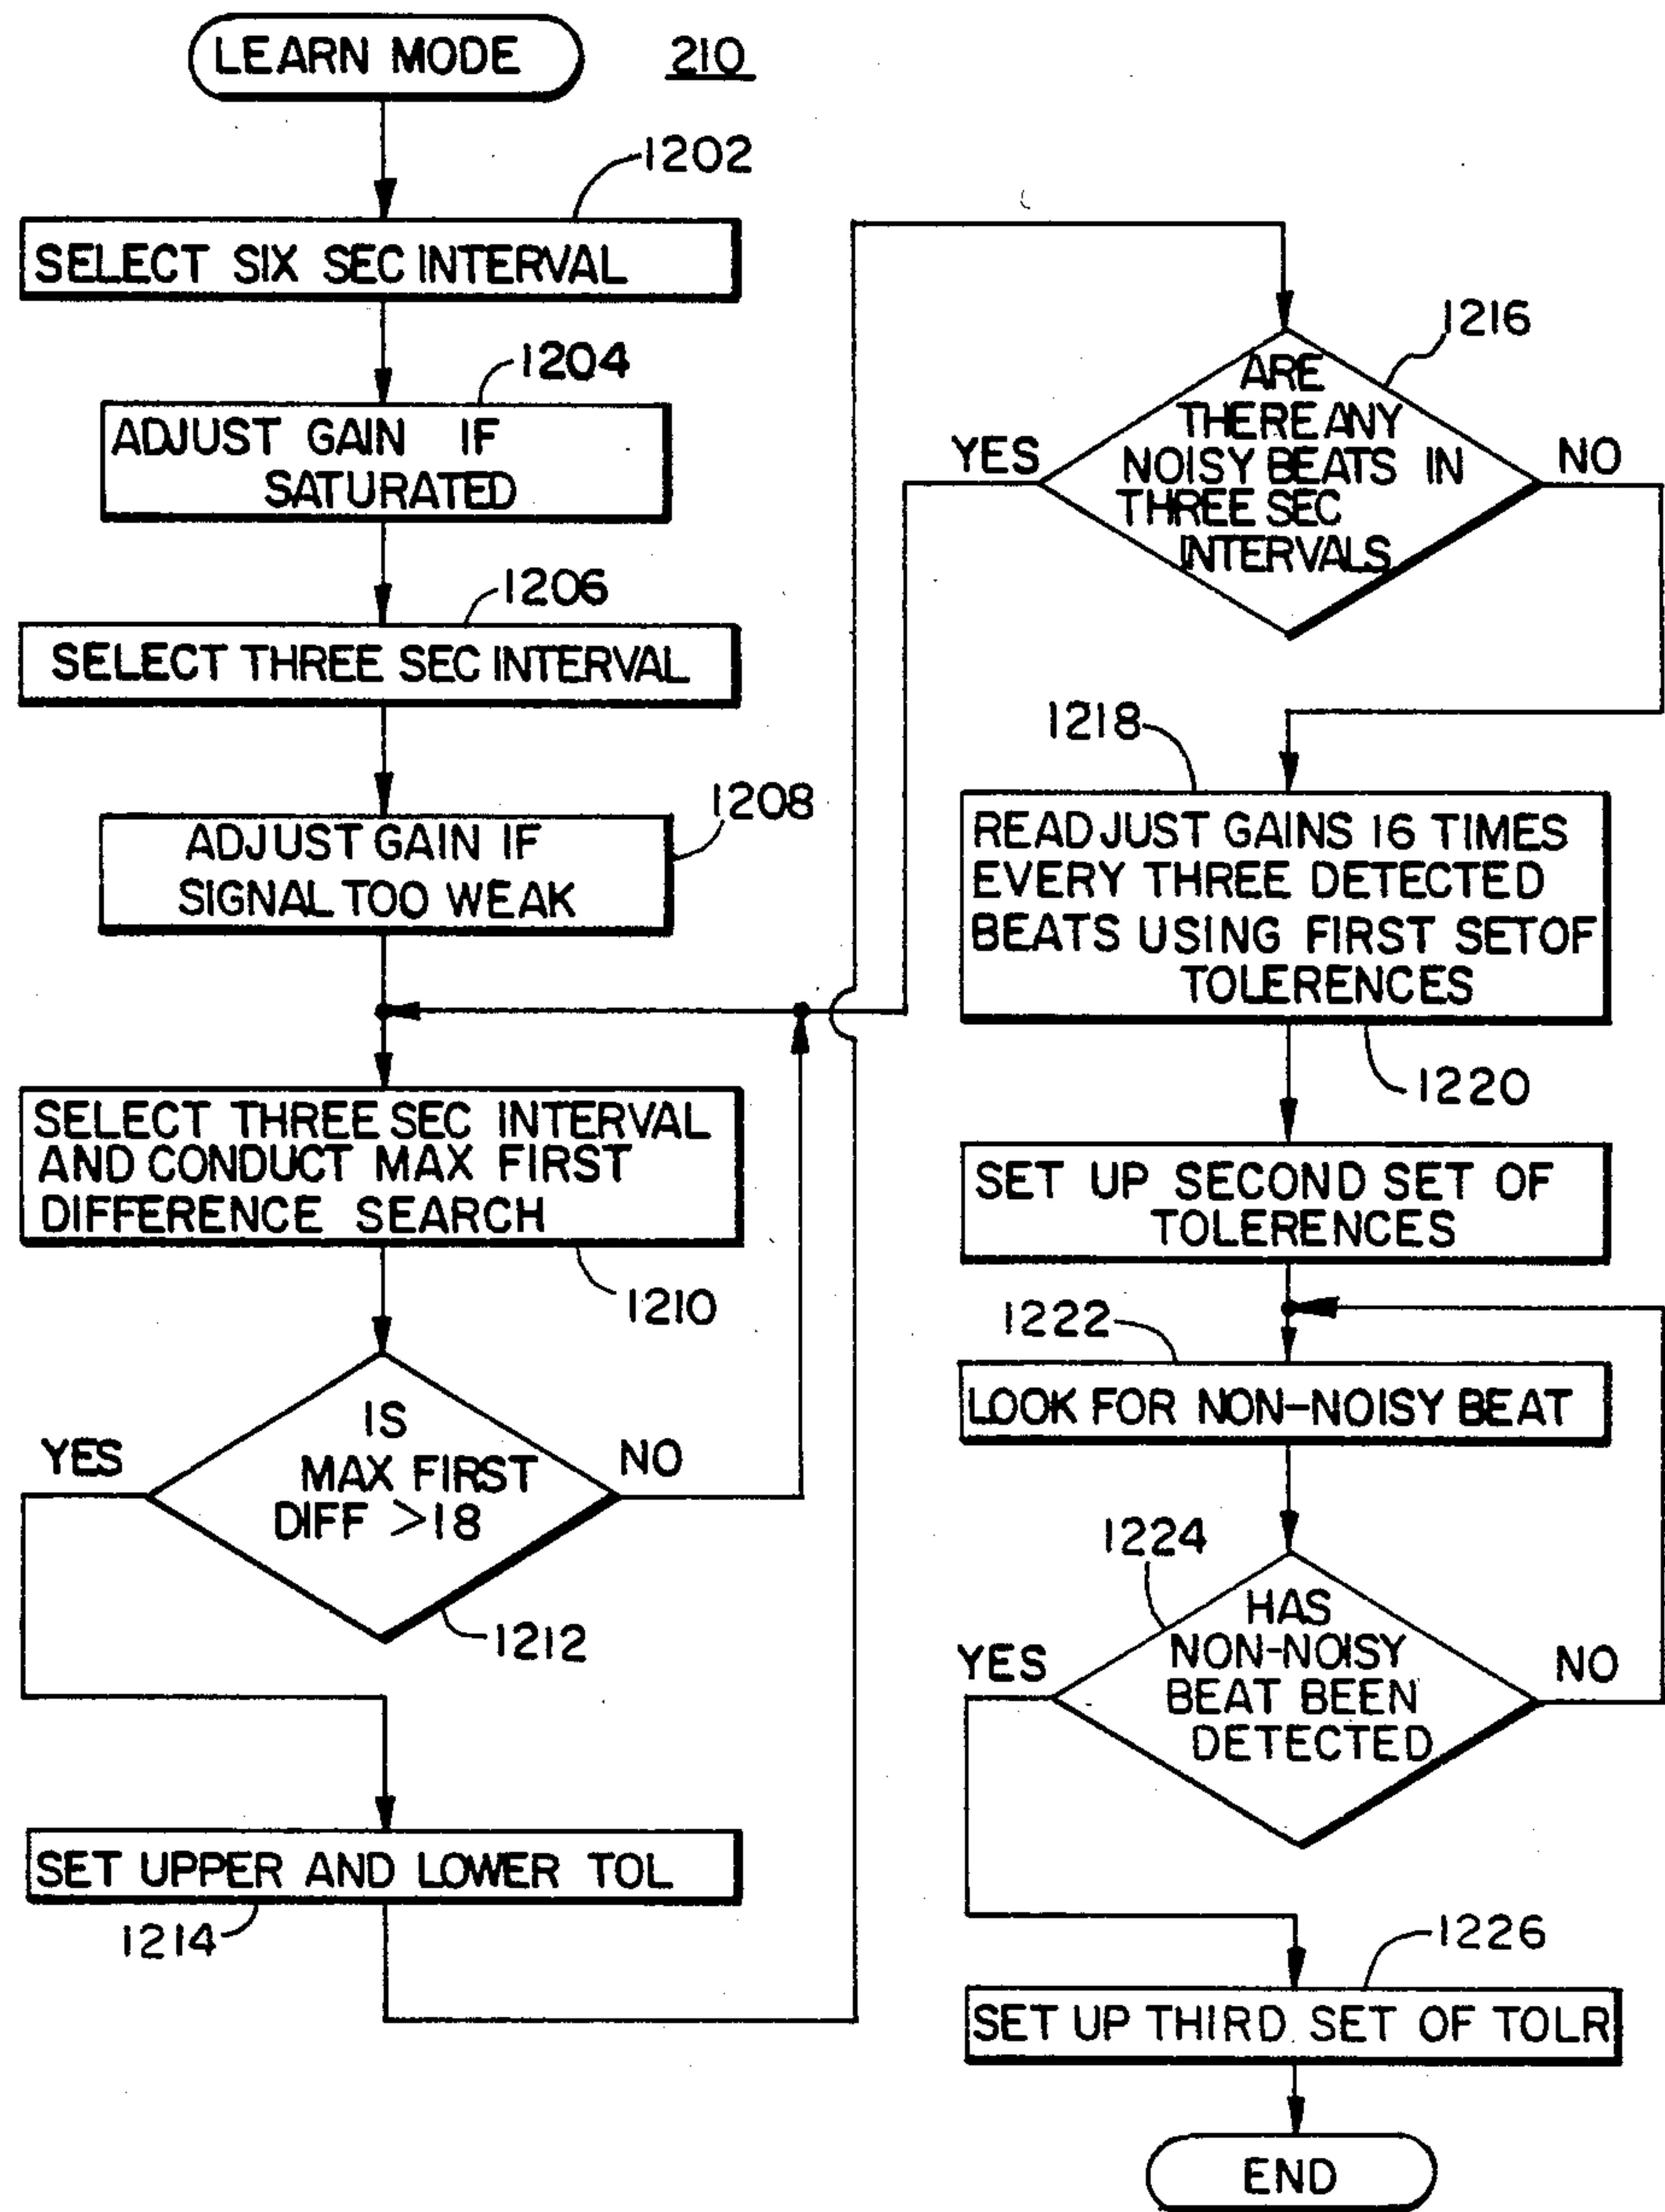 LEARN MODE
210
1202
SELECT SIX SEC INTERVAL
1204
ADJUST GAIN IF
SATURATED
1206
SELECT THREE SEC INTERVAL
1208
ADJUST GAIN IF
SIGNAL TOO WEAK
SELECT THREE SEC INTERVAL
AND CONDUCT MAX FIRST
DIFFERENCE SEARCH
1210
IS
MAX FIRST
DIFF >18
YES
NO
1212
SET UPPER AND LOWER TOL
1214
1216
ARE
THERE ANY
NOISY BEATS IN
THREE SEC
INTERVALS
YES
NO
1218
READJUST GAINS 16 TIMES
EVERY THREE DETECTED
BEATS USING FIRST SET OF
TOLERENCES
1220
SET UP SECOND SET OF
TOLERENCES
1222
LOOK FOR NON-NOISY BEAT
1224
HAS
NON-NOISY
BEAT BEEN
DETECTED
YES
NO
1226
SET UP THIRD SET OF TOLR
END